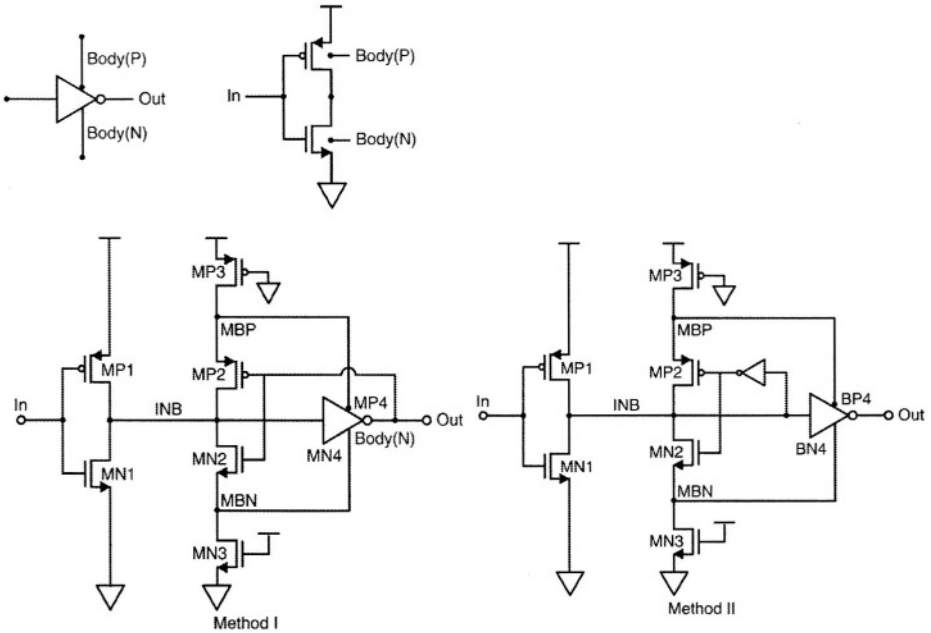 Body(P)
Out
Body(N)
In
Body(P)
Body(N)
MP3
MBP
MP1
MP2
In
INB
MP4
Out
Body(N)
MN2
MN4
MN1
MBN
MN3
Method I
MP3
MBP
MP1
MP2
In
INB
BP4
Out
MN2
BN4
MN1
MBN
MN3
Method II